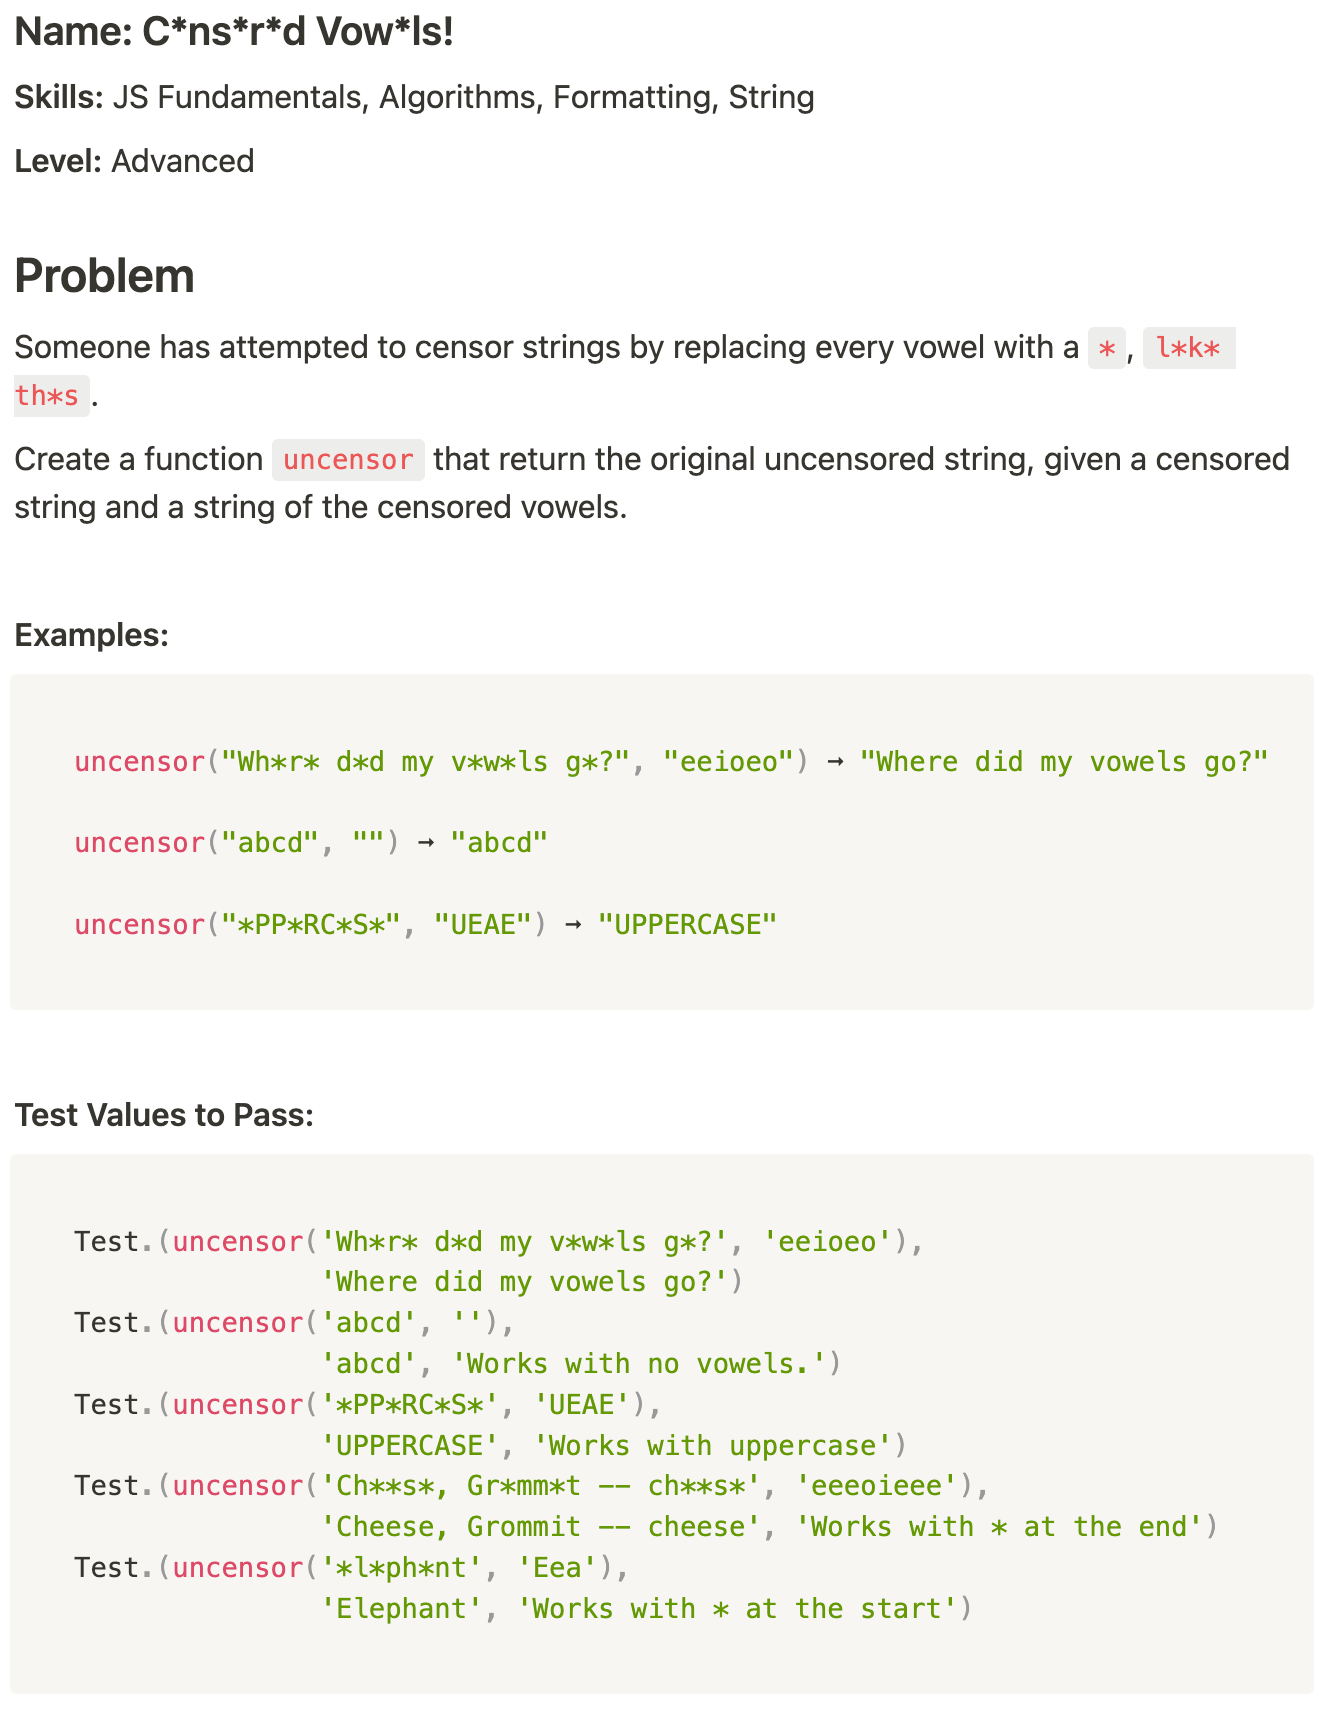 Name: C*ns*r*d Vow*ls!
Skills: JS Fundamentals, Algorithms, Formatting, String
Level: Advanced
Problem
Someone has attempted to censor strings by replacing every vowel with a *, l*k*
th*s.
Create a function uncensor that return the original uncensored string, given a censored
string and a string of the censored vowels.
Examples:
uncensor("Wh*r* d*d my v*w*ls g*?", "eeioeo") → "Where did my vowels go?"
uncensor("abcd", "") → "abcd"
uncensor("*PP*RC*S*", "UEAE") → "UPPERCASE"
Test Values to Pass:
Test.(uncensor('Wh*r* d*d my v*w*ls g*?', 'eeioeo'),
'Where did my vowels go?')
Test.(uncensor('abcd', ''),
'abcd', 'Works with no vowels.')
Test.(uncensor('*PP*RC*S*', 'UEAE'),
'UPPERCASE', 'Works with uppercase')
Test.(uncensor('Ch**s*, Gr*mm*t -- ch**s*', 'eeeoieee'),
'Cheese, Grommit -- cheese', 'Works with * at the end')
Test.(uncensor('*l*ph*nt', 'Eea'),
'Elephant', 'Works with * at the start')